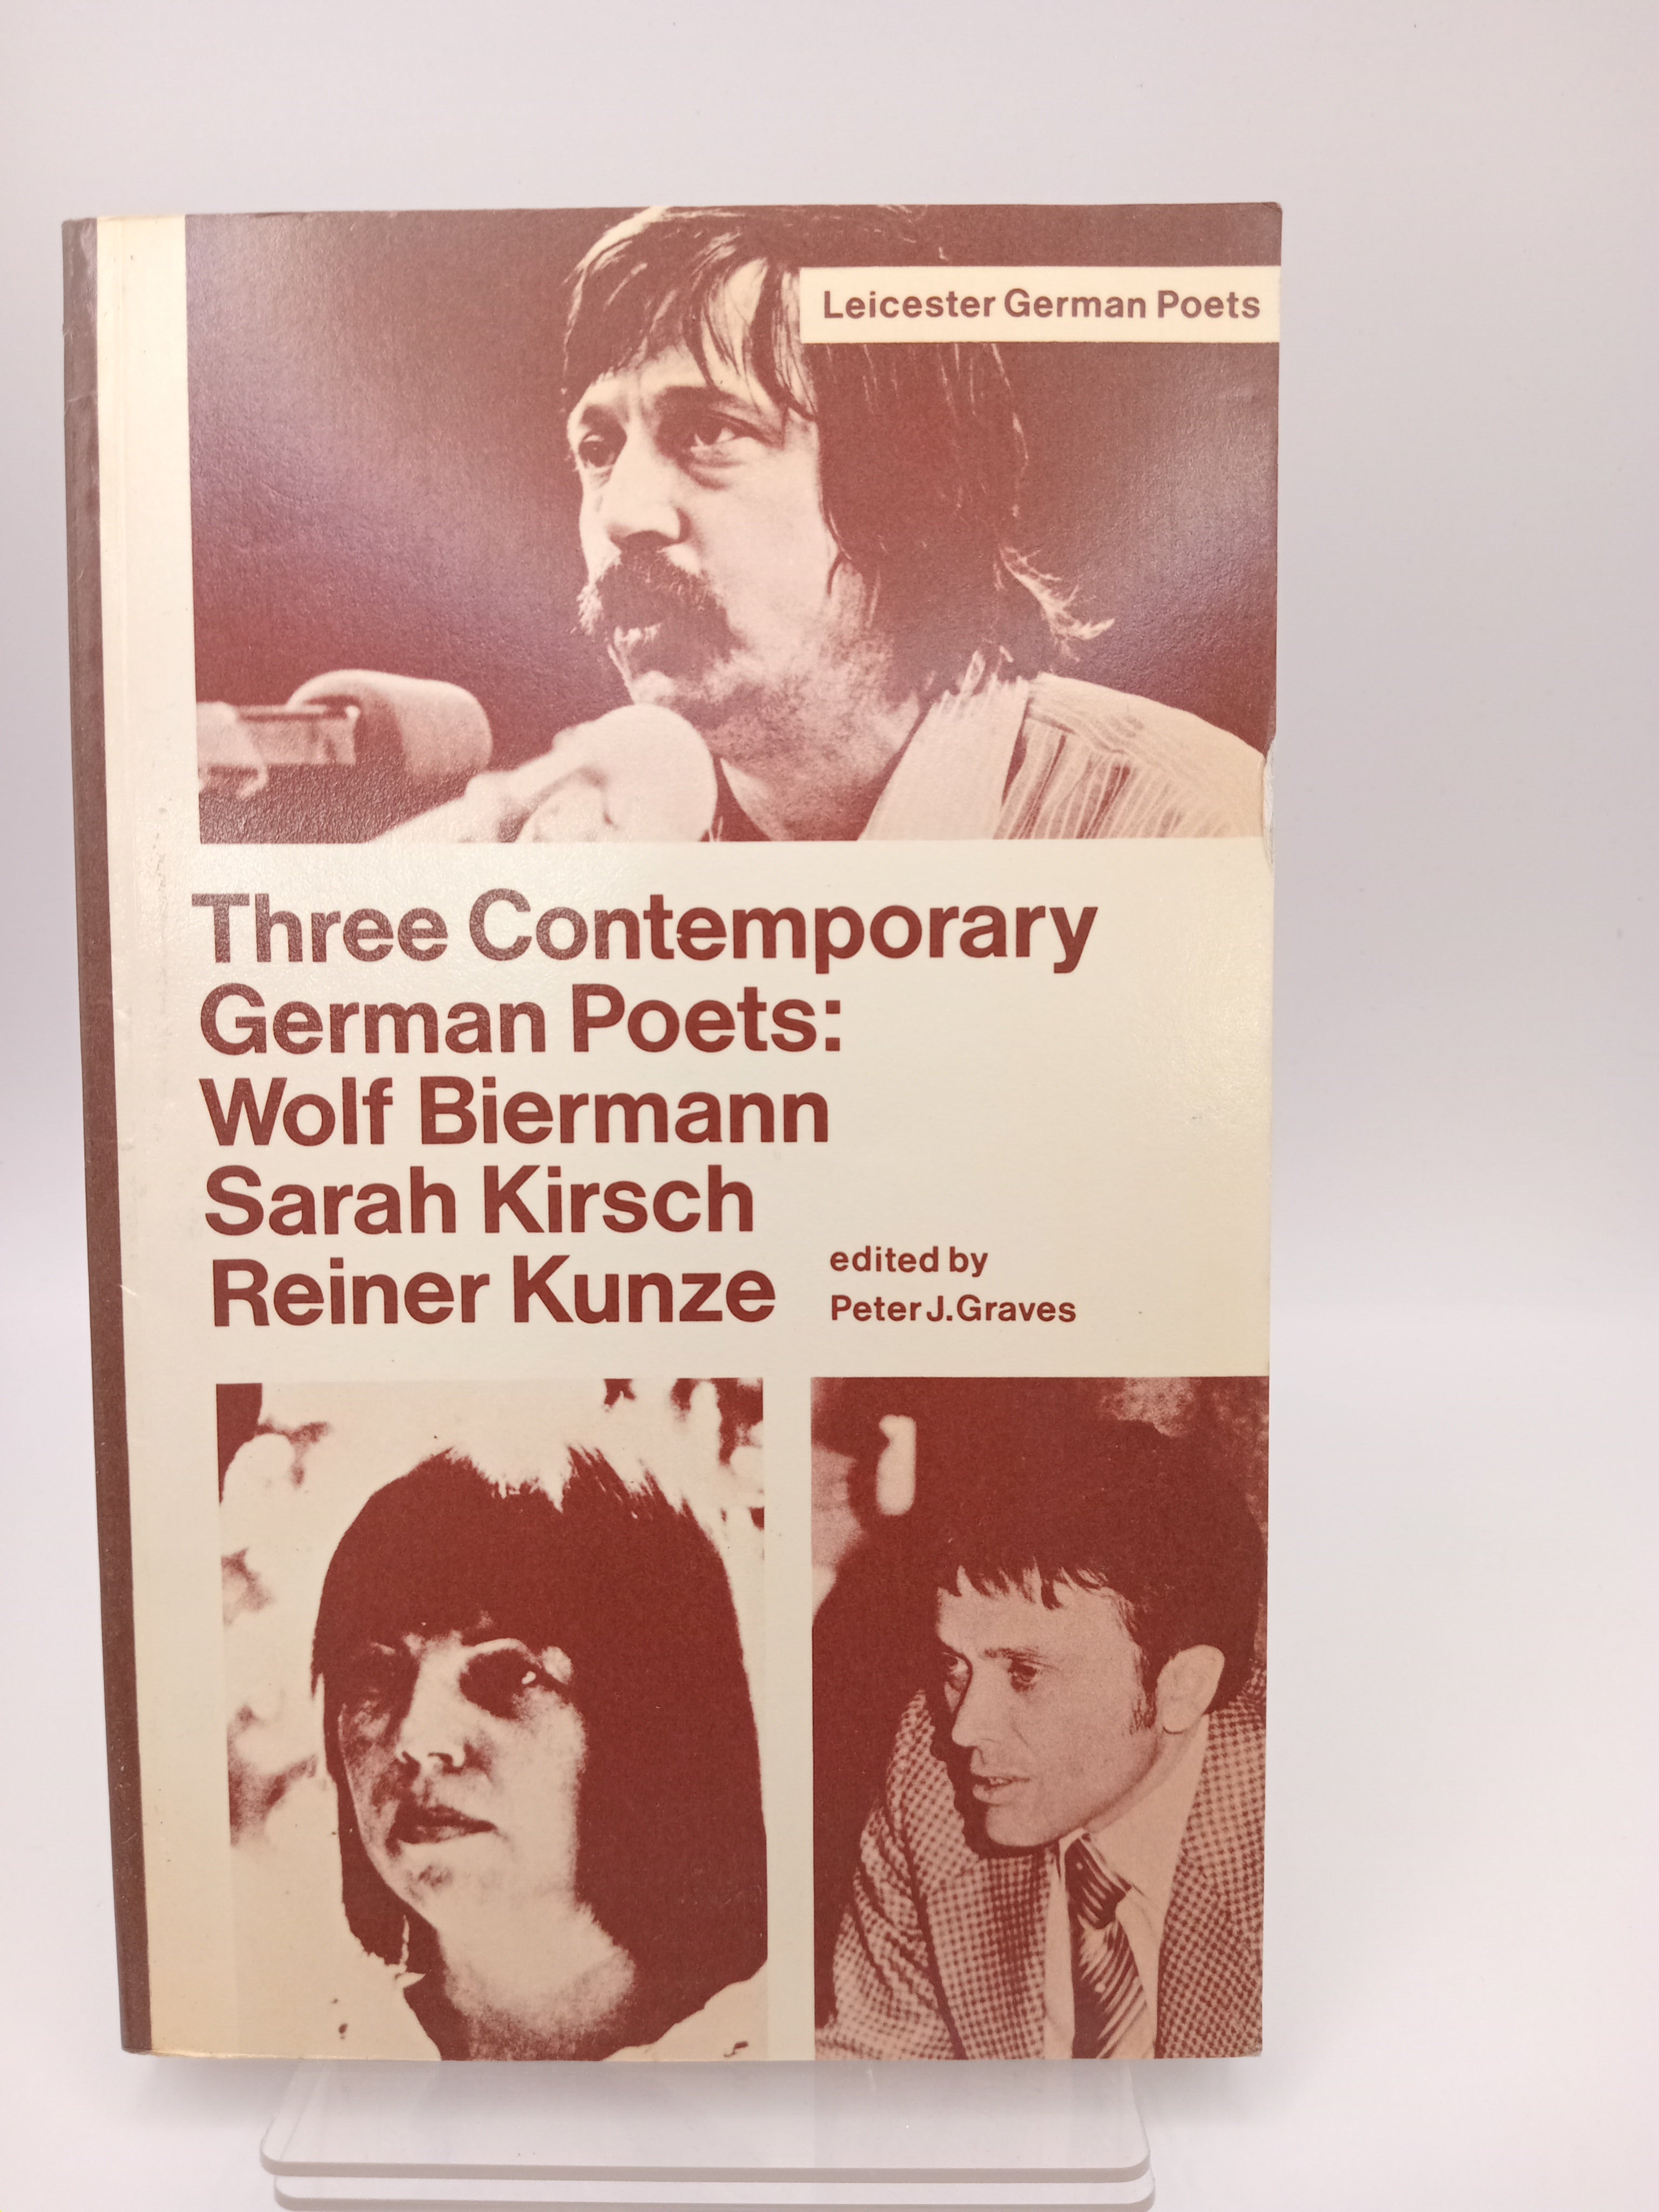 Leicester German Poets
Three Contemporary
German Poets:
Wolf Biermann
Sarah Kirsch
Reiner Kunze
edited by
Peter J. Graves